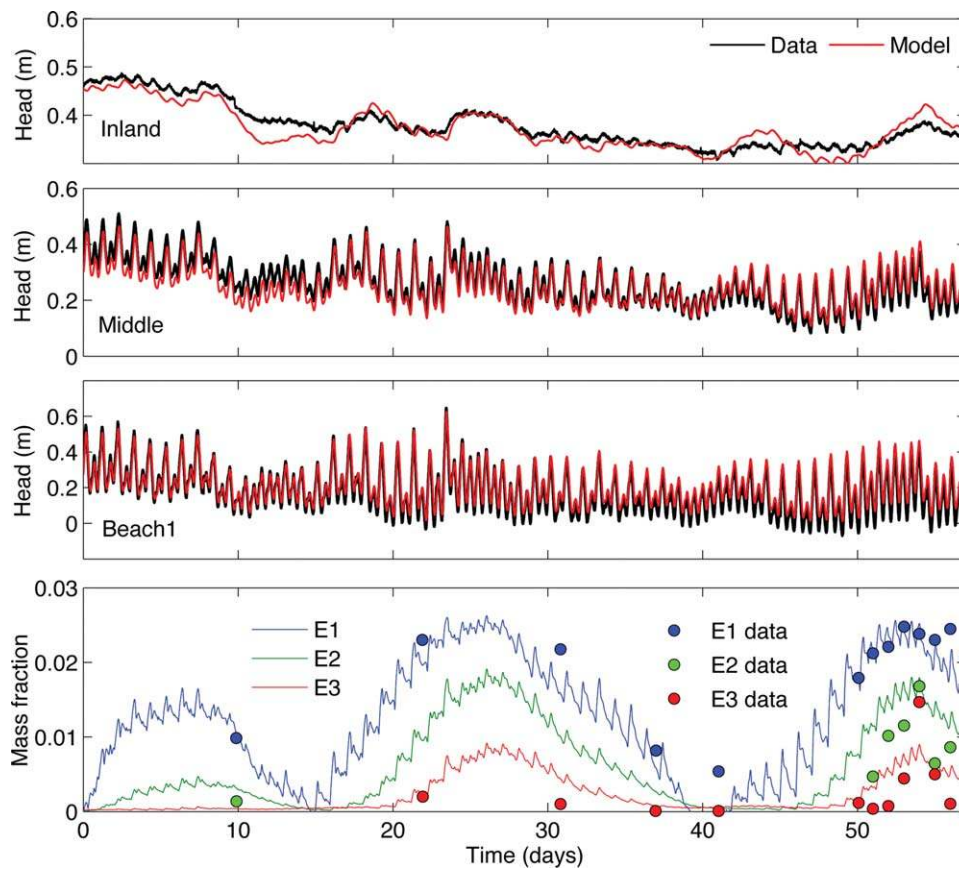 0.6
Data Model
0.5
Head (m)
0.4
Inland
0.6
0.4
Head (m)
0.2
Middle
0
0.6
0.4
Head (m)
0.2
0
Beach1
0.03
E1 E1 data
0.02
E2 E2 data
E3 E3 data
Mass fraction
0.01
0
0 10 20 30 40 50
Time (days)